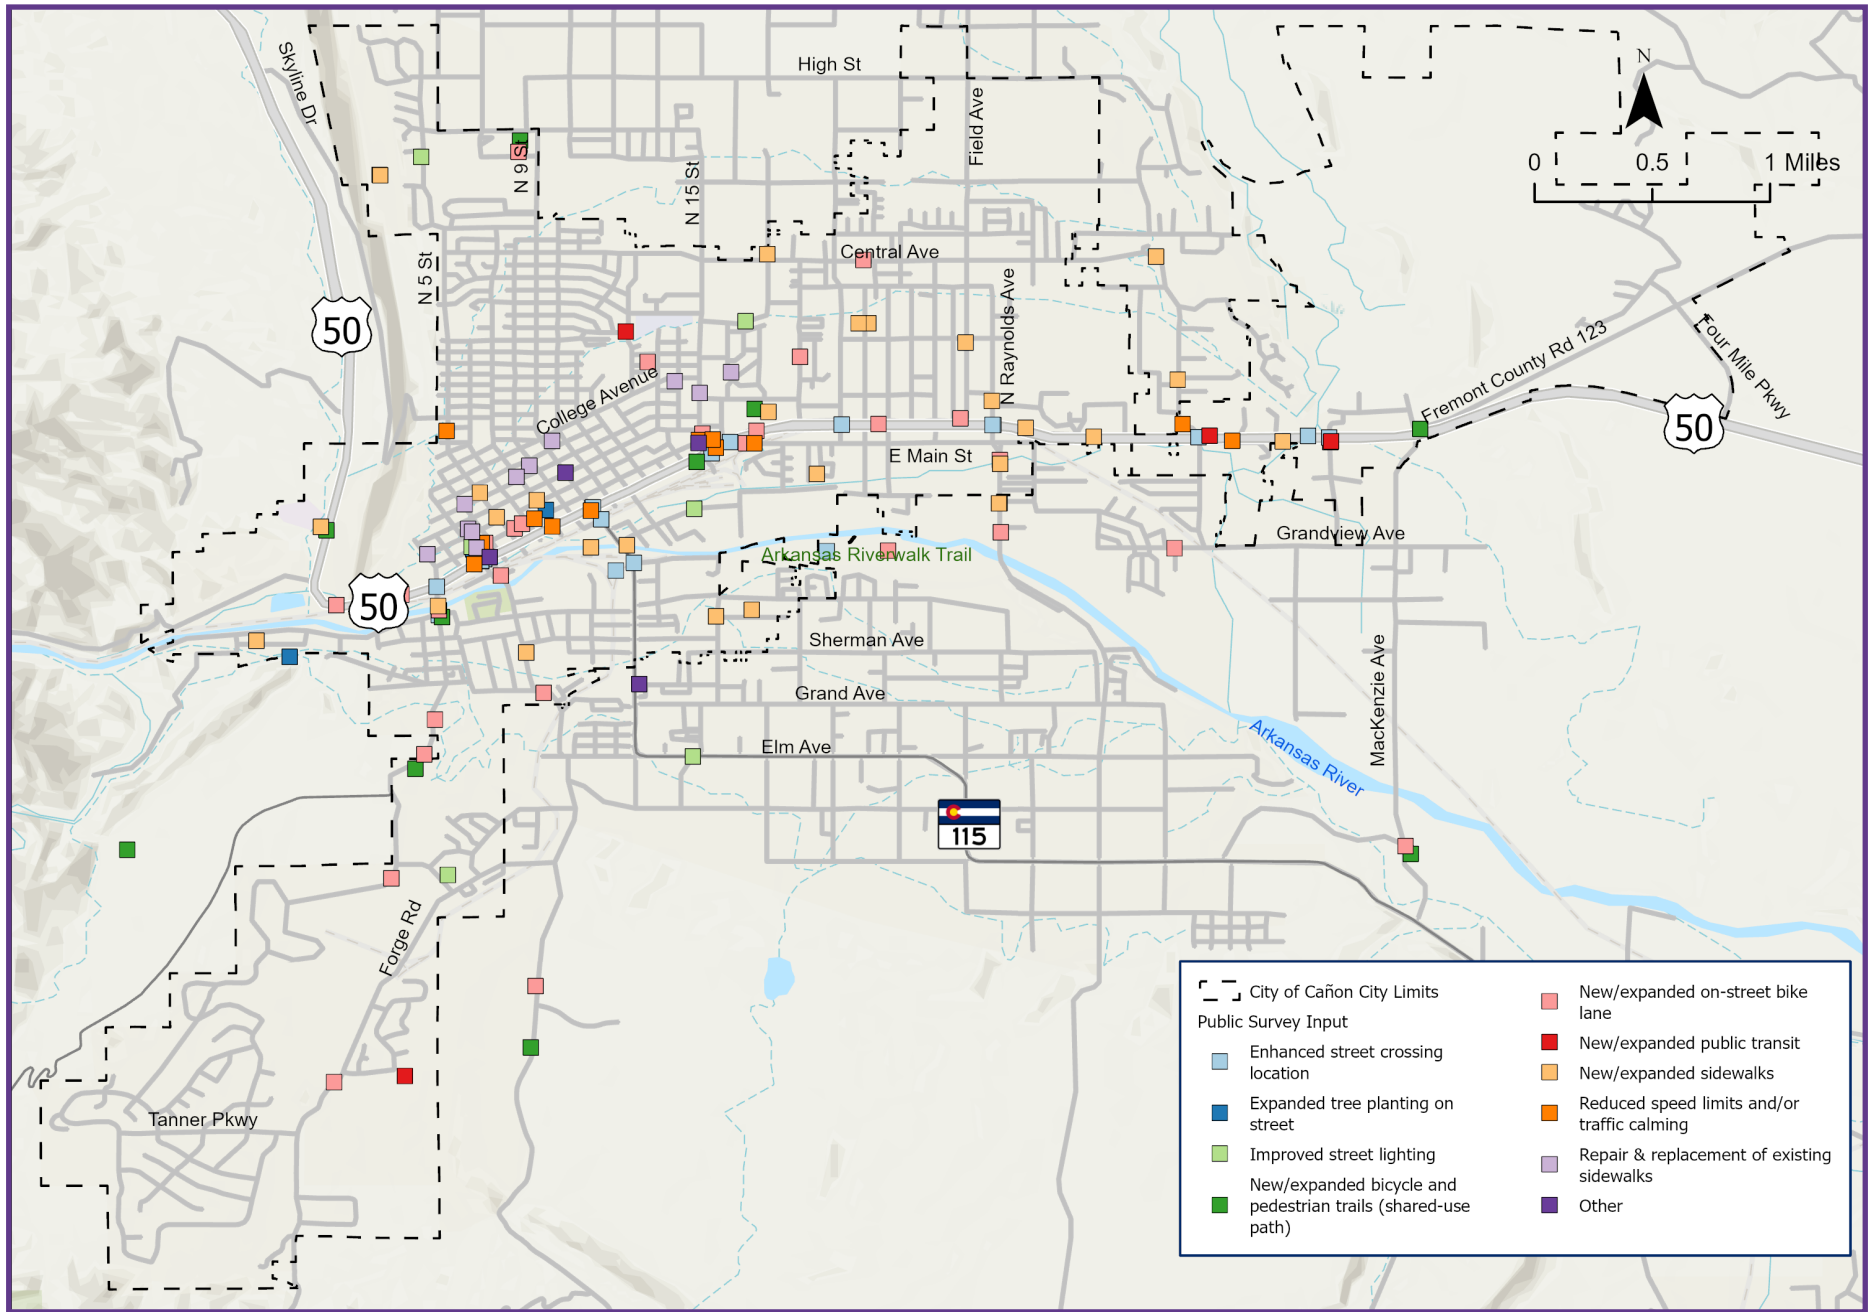 High St
Skyline Dr
N
0 0.5 1 Miles
Field Ave
N 9 St
N 15 St
N 5 St
Central Ave
N Raynolds Ave
50
Fremont County Rd 123
Four Mile Pkwy
50
College Avenue
E Main St
Grandview Ave
Arkansas Riverwalk Trail
50
Sherman Ave
Grand Ave
MacKenzie Ave
Elm Ave
Arkansas River
115
Forge Rd
Tanner Pkwy
City of Cañon City Limits
Public Survey Input
Enhanced street crossing
location
Expanded tree planting on
street
Improved street lighting
New/expanded bicycle and
pedestrian trails (shared-use
path)
New/expanded on-street bike
lane
New/expanded public transit
New/expanded sidewalks
Reduced speed limits and/or
traffic calming
Repair & replacement of existing
sidewalks
Other